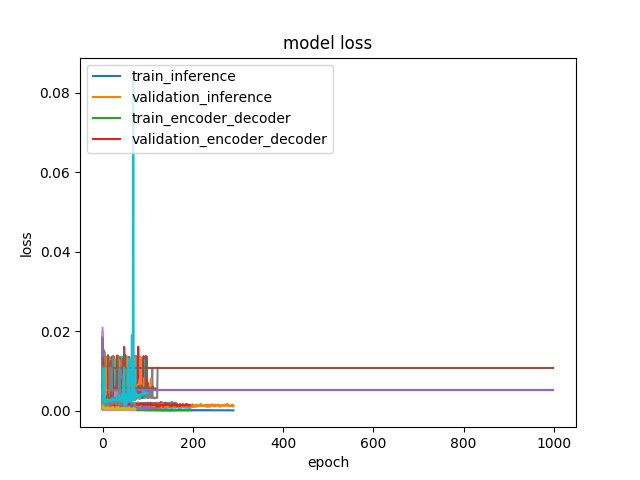 model loss
train_inference
validation_inference
train_encoder_decoder
validation_encoder_decoder
0.08
0.06
0.04
0.02
0.00
loss
0 200 400 600 800 1000
epoch